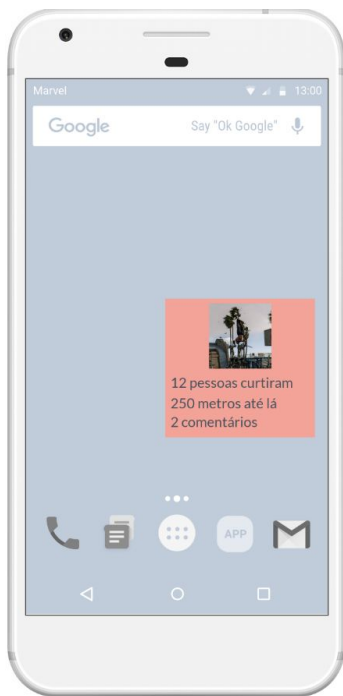 Marvel
13:00
Google
Say "Ok Google"
12 pessoas curtiram
250 metros até lá
2 comentários
APP